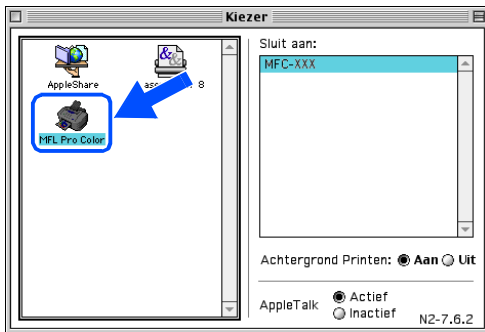 Kiezer
AppleShare
8
MFL Pro Color
Sluit aan:
MFC-XXX
Achtergrond Printen: Aan Uit
AppleTalk
Actief
Inactief
N2-7.6.2